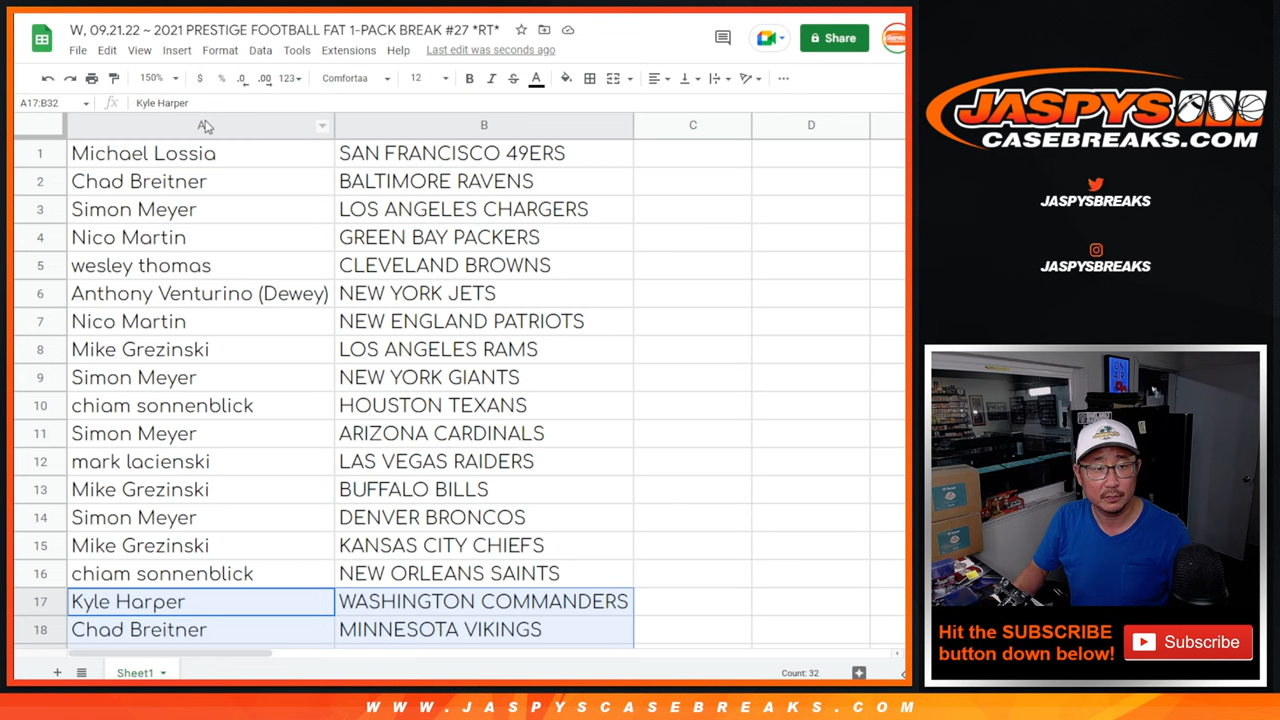 W, 09.21.22 ~ 2021 PRESTIGE FOOTBALL FAT 1-PACK BREAK #27 *RT*
File Edit View Insert Format Data Tools Extensions Help Last edit was seconds ago
Share
150% $ % .0 .00 123 Comfortaa 12 B I S A
A17:B32 fx Kyle Harper
A B C D
1 Michael Lossia SAN FRANCISCO 49ERS
2 Chad Breitner BALTIMORE RAVENS
3 Simon Meyer LOS ANGELES CHARGERS
4 Nico Martin GREEN BAY PACKERS
5 wesley thomas CLEVELAND BROWNS
6 Anthony Venturino (Dewey) NEW YORK JETS
7 Nico Martin NEW ENGLAND PATRIOTS
8 Mike Grezinski LOS ANGELES RAMS
9 Simon Meyer NEW YORK GIANTS
10 chiam sonnenblick HOUSTON TEXANS
11 Simon Meyer ARIZONA CARDINALS
12 mark lacienski LAS VEGAS RAIDERS
13 Mike Grezinski BUFFALO BILLS
14 Simon Meyer DENVER BRONCOS
15 Mike Grezinski KANSAS CITY CHIEFS
16 chiam sonnenblick NEW ORLEANS SAINTS
17 Kyle Harper WASHINGTON COMMANDERS
18 Chad Breitner MINNESOTA VIKINGS
Sheet1 Count: 32
JASPYS
CASEBREAKS.COM
JASPYSBREAKS
JASPYSBREAKS
ON AIR
Hit the SUBSCRIBE
button down below!
Subscribe
WWW.JASPYSCASEBREAKS.COM